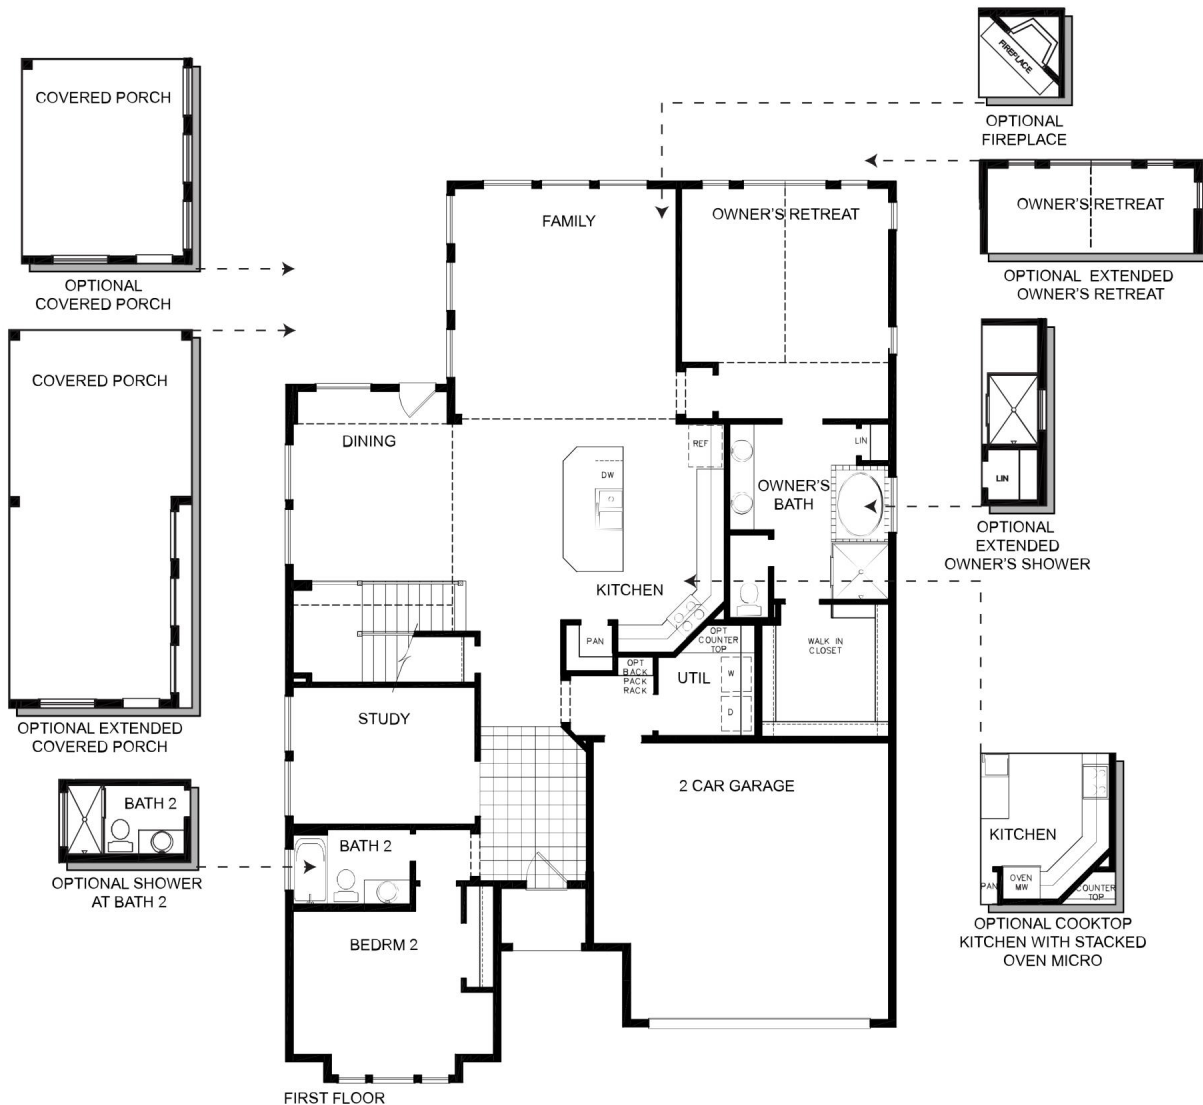 FIREPLACE
OPTIONAL
FIREPLACE
COVERED PORCH
OPTIONAL
COVERED PORCH
OWNER'S RETREAT
OPTIONAL EXTENDED
OWNER'S RETREAT
FAMILY
OWNER'S RETREAT
COVERED PORCH
OPTIONAL EXTENDED
COVERED PORCH
DINING
REF
LIN
DW
OWNER'S
BATH
LIN
OPTIONAL
EXTENDED
OWNER'S SHOWER
KITCHEN
PAN
OPT
COUNTER
TOP
WALK IN
CLOSET
OPT
BACK
PACK
RACK
UTIL
W
D
STUDY
2 CAR GARAGE
BATH 2
OPTIONAL SHOWER
AT BATH 2
BATH 2
BEDRM 2
KITCHEN
PAN
OVEN
MW
COUNTER
TOP
OPTIONAL COOKTOP
KITCHEN WITH STACKED
OVEN MICRO
FIRST FLOOR